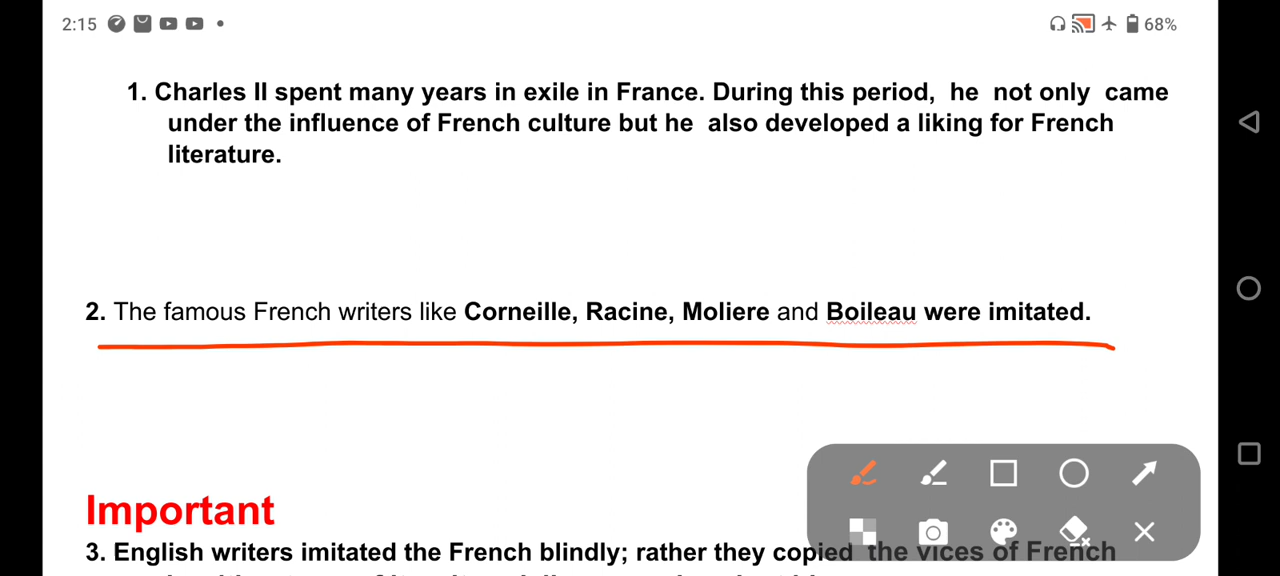 2:15
68%
1. Charles II spent many years in exile in France. During this period, he not only came
under the influence of French culture but he also developed a liking for French
literature.
2. The famous French writers like Corneille, Racine, Moliere and Boileau were imitated.
Important
3. English writers imitated the French blindly; rather they copied the vices of French